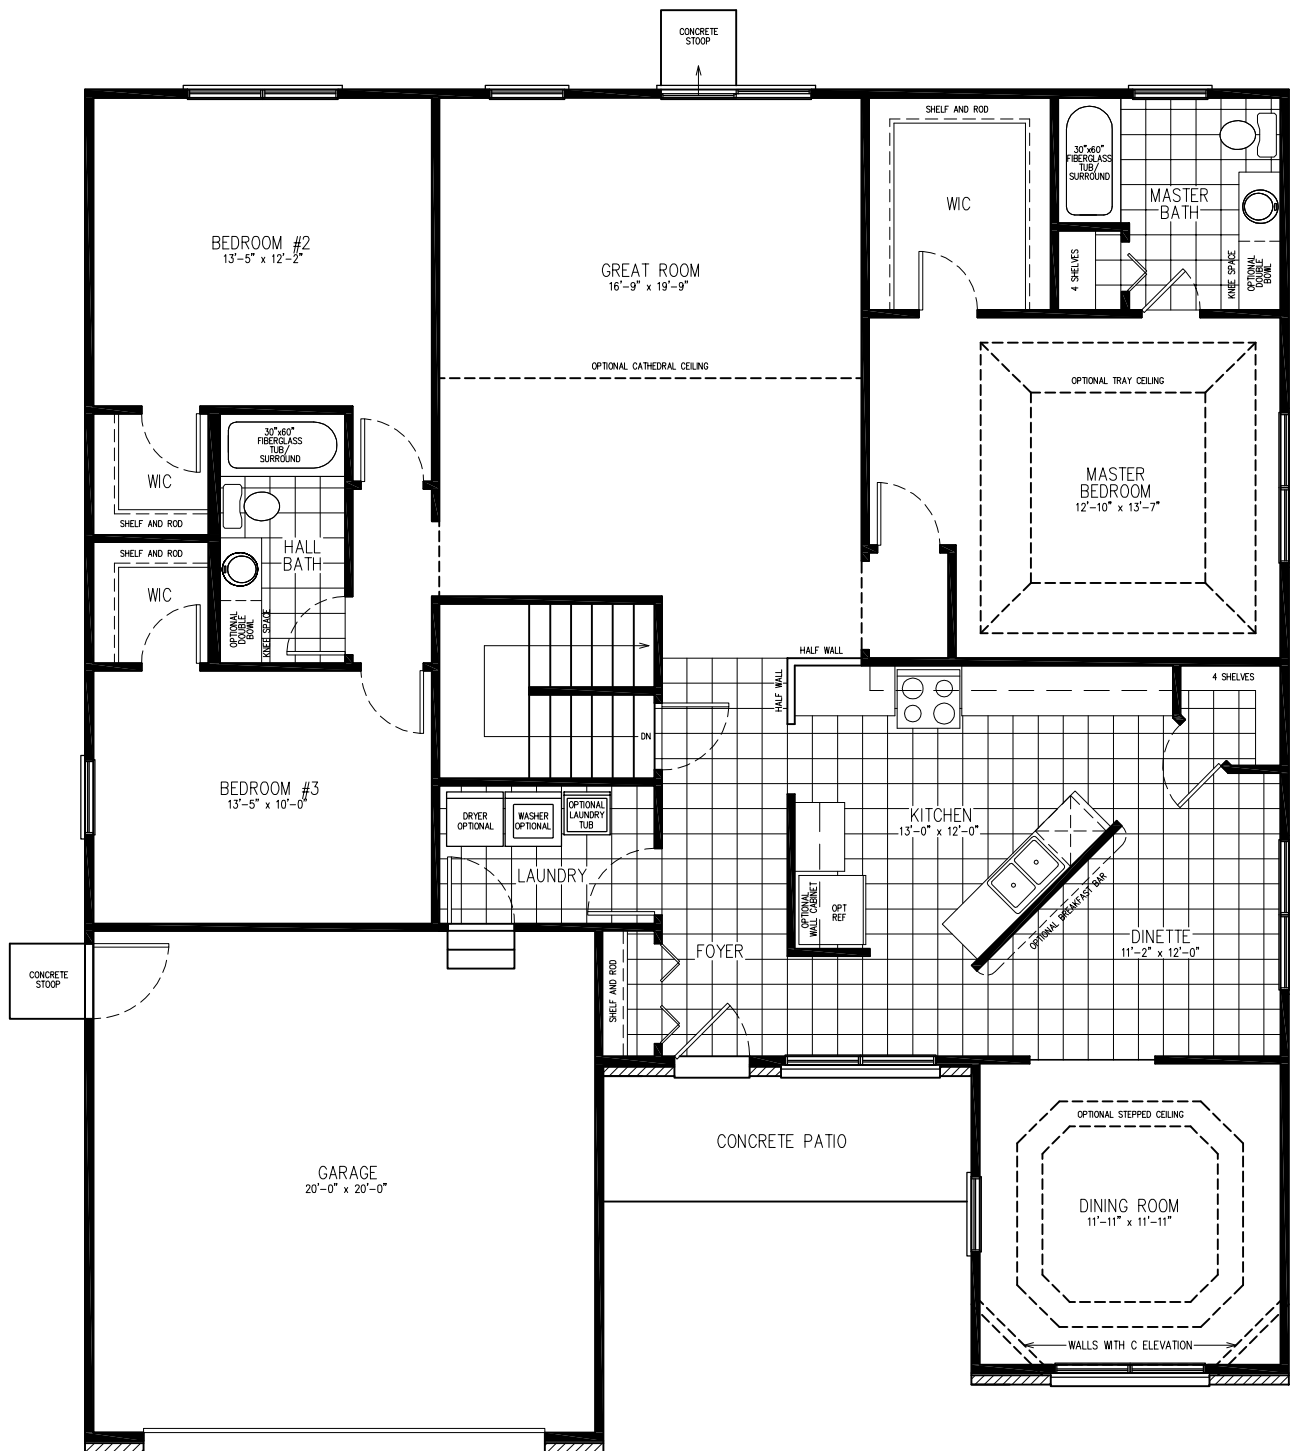 CONCRETE
STOOP
SHELF AND ROD
30"x60"
FIBERGLASS
TUB/
SURROUND
MASTER
BATH
WIC
BEDROOM #2
13'-5" x 12'-2"
GREAT ROOM
16'-9" x 19'-9"
4 SHELVES
KNEE SPACE
OPTIONAL
DOUBLE
BOWL
OPTIONAL CATHEDRAL CEILING
OPTIONAL TRAY CEILING
30"x60"
FIBERGLASS
TUB/
SURROUND
WIC
SHELF AND ROD
MASTER
BEDROOM
12'-10" x 13'-7"
HALL
BATH
SHELF AND ROD
WIC
OPTIONAL
DOUBLE
BOWL
KNEE SPACE
HALF WALL
HALF WALL
4 SHELVES
DN
BEDROOM #3
13'-5" x 10'-0"
DRYER
OPTIONAL
WASHER
OPTIONAL
OPTIONAL
LAUNDRY
TUB
KITCHEN
13'-0" x 12'-0"
LAUNDRY
OPTIONAL
WALL CABINET
OPT
REF
OPTIONAL BREAKFAST BAR
DINETTE
11'-2" x 12'-0"
FOYER
CONCRETE
STOOP
SHELF AND ROD
OPTIONAL STEPPED CEILING
CONCRETE PATIO
GARAGE
20'-0" x 20'-0"
DINING ROOM
11'-11" x 11'-11"
WALLS WITH C ELEVATION